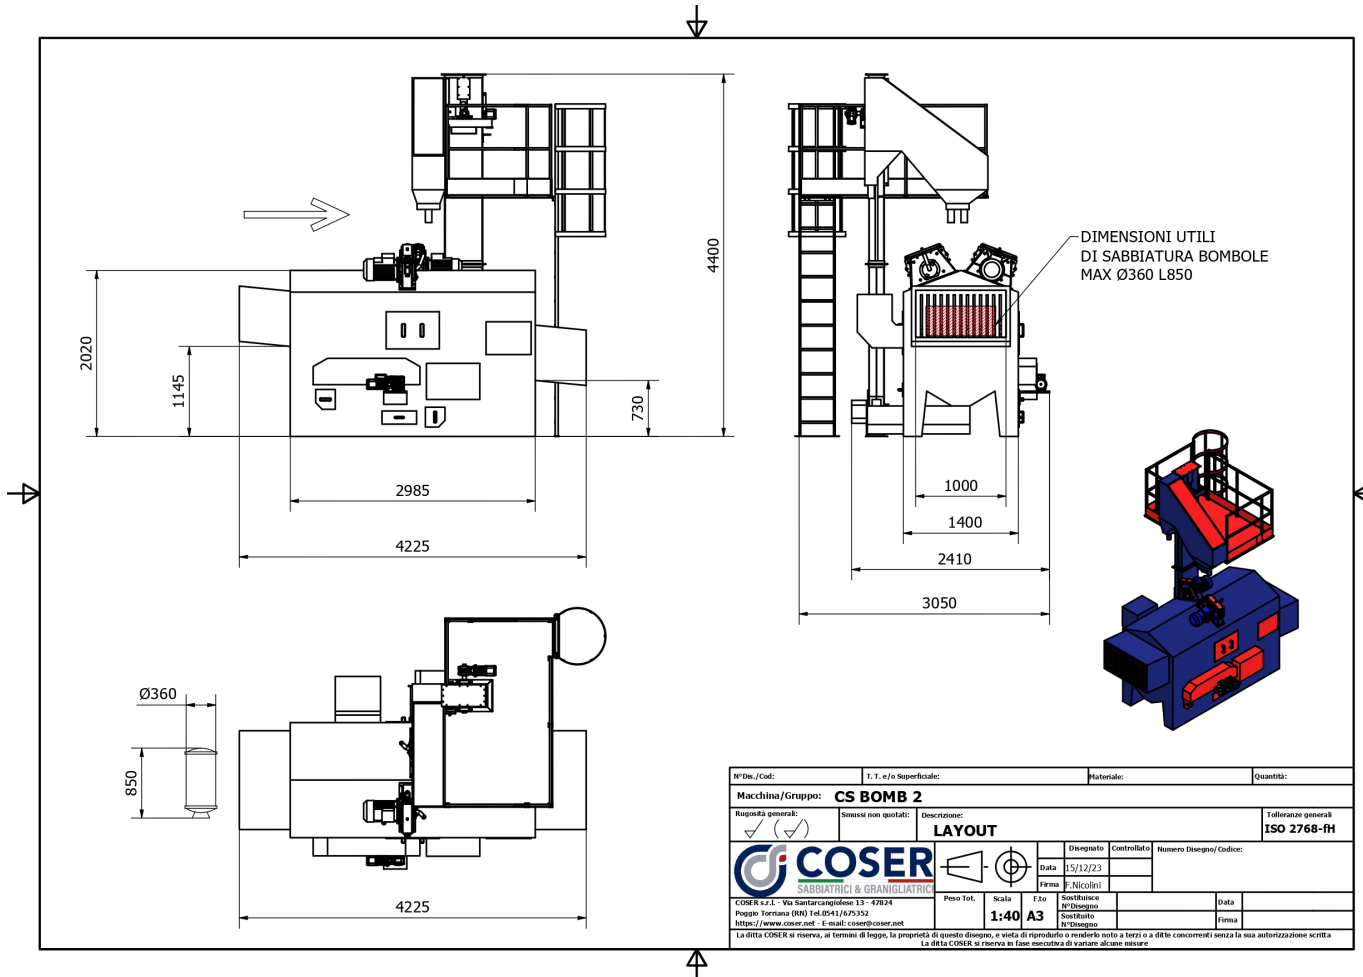 4400
DIMENSIONI UTILI
DI SABBIATURA BOMBOLE
MAX Ø360 L850
2020
1145
730
2985
4225
1000
1400
2410
3050
Ø360
850
4225
N°Dis./Cod:
T. T. e/o Superficiale:
Materiale:
Quantità:
Macchina/Gruppo: CS BOMB 2
Rugosità generali:
Smussi non quotati:
Descrizione:
LAYOUT
Tolleranze generali
ISO 2768-fH
COSER
SABBIATRICI & GRANIGLIATRICI
Disegnato
Controllato
Numero Disegno/Codice:
Data
15/12/23
Firma
F.Nicolini
COSER s.r.l. - Via Santarcangiolese 13 - 47824
Poggio Torriana (RN) Tel.0541/675352
https://www.coser.net - E-mail: coser@coser.net
Peso Tot.
Scala
1:40
F.to
A3
Sostituisce
N°Disegno
Data
Sostituito
N°Disegno
Firma
La ditta COSER si riserva, ai termini di legge, la proprietà di questo disegno, e vieta di riprodurlo o renderlo noto a terzi o a ditte concorrenti senza la sua autorizzazione scritta
La ditta COSER si riserva in fase esecutiva di variare alcune misure